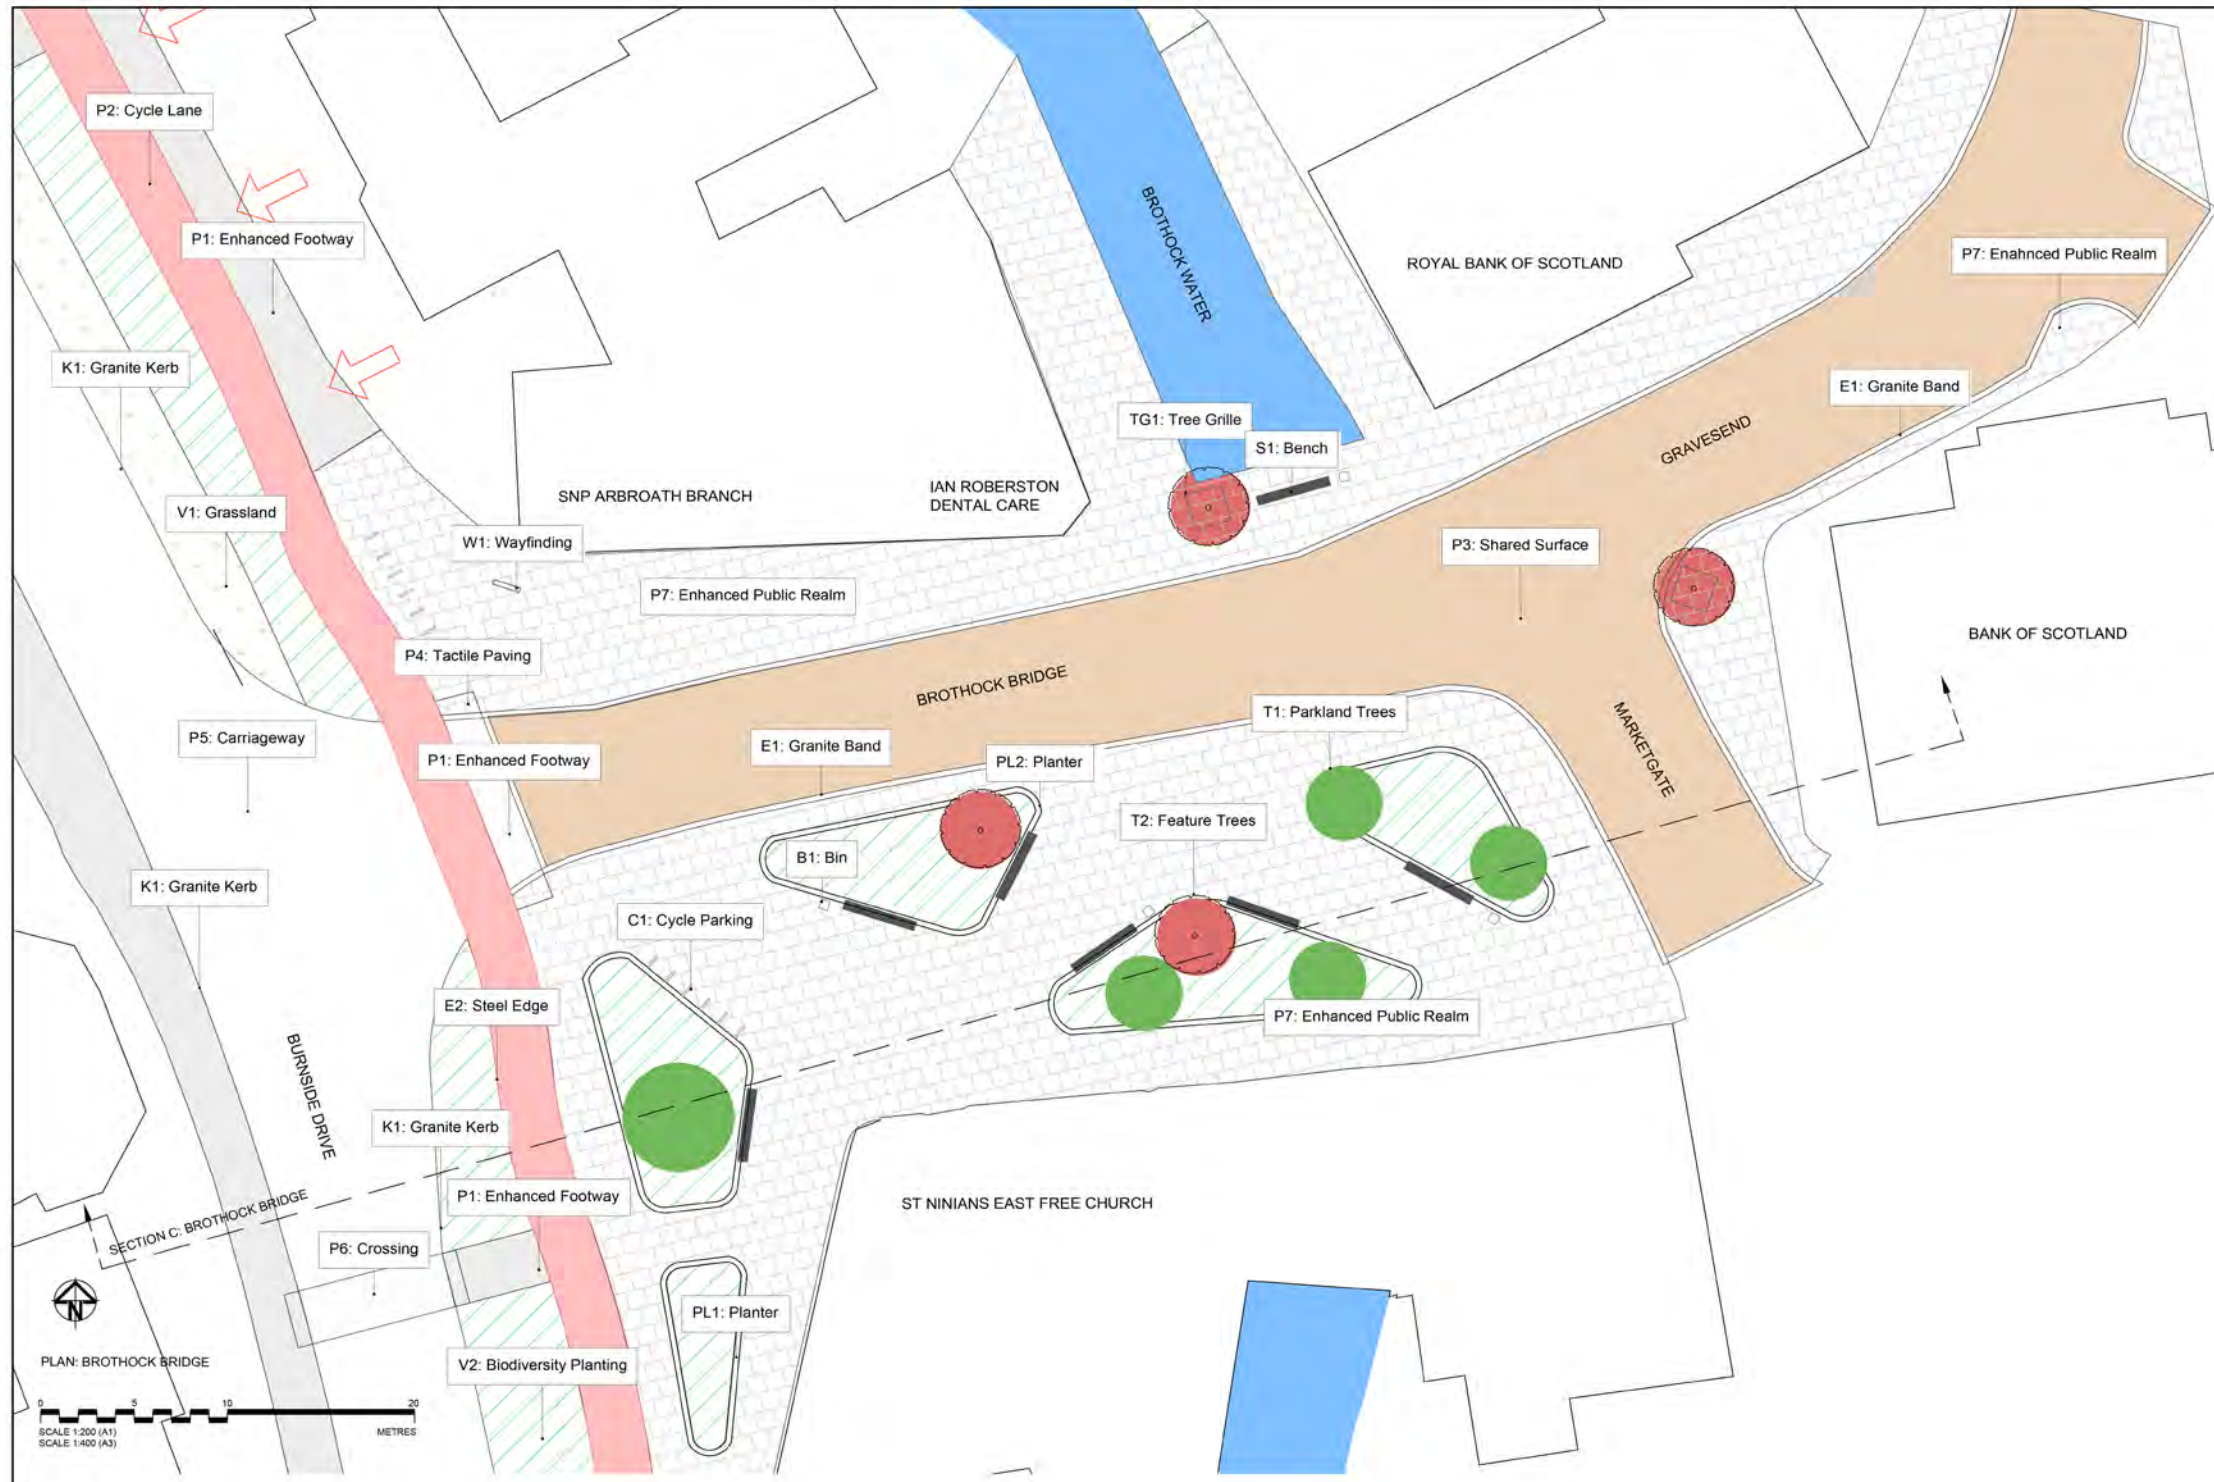 P2: Cycle Lane
P1: Enhanced Footway
BROTHOCK WATER
ROYAL BANK OF SCOTLAND
P7: Enahnced Public Realm
K1: Granite Kerb
E1: Granite Band
TG1: Tree Grille
S1: Bench
GRAVESEND
V1: Grassland
SNP ARBROATH BRANCH
IAN ROBERSTON
DENTAL CARE
W1: Wayfinding
P3: Shared Surface
P7: Enhanced Public Realm
BANK OF SCOTLAND
P4: Tactile Paving
BROTHOCK BRIDGE
T1: Parkland Trees
MARKETGATE
P5: Carriageway
E1: Granite Band
P1: Enhanced Footway
PL2: Planter
T2: Feature Trees
B1: Bin
K1: Granite Kerb
C1: Cycle Parking
E2: Steel Edge
P7: Enhanced Public Realm
BURNSIDE DRIVE
K1: Granite Kerb
P1: Enhanced Footway
ST NINIANS EAST FREE CHURCH
SECTION C: BROTHOCK BRIDGE
P6: Crossing
N
PL1: Planter
PLAN: BROTHOCK BRIDGE
V2: Biodiversity Planting
0 5 10 20
SCALE 1:200 (A1)
METRES
SCALE 1:400 (A3)